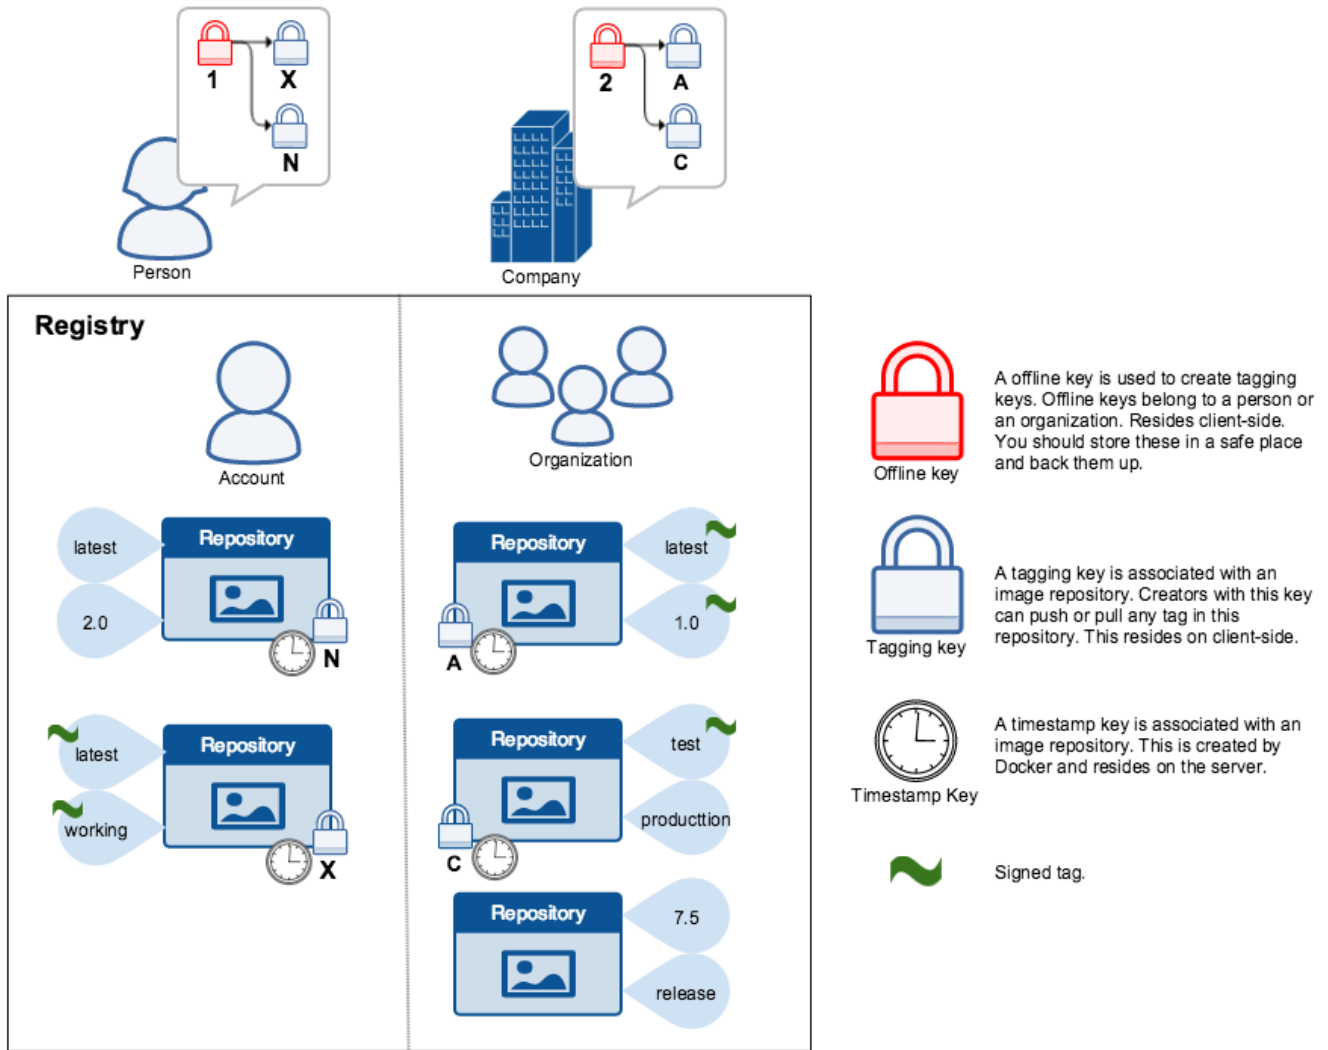 1
X
N
2
A
C
Person
Company
Registry
Account
Organization
latest
Repository
2.0
N
Repository
latest
1.0
A
latest
Repository
working
X
Repository
test
producttion
C
Repository
7.5
release
A offline key is used to create tagging
keys. Offline keys belong to a person or
an organization. Resides client-side.
You should store these in a safe place
and back them up.
Offline key
A tagging key is associated with an
image repository. Creators with this key
can push or pull any tag in this
repository. This resides on client-side.
Tagging key
A timestamp key is associated with an
image repository. This is created by
Docker and resides on the server.
Timestamp Key
Signed tag.